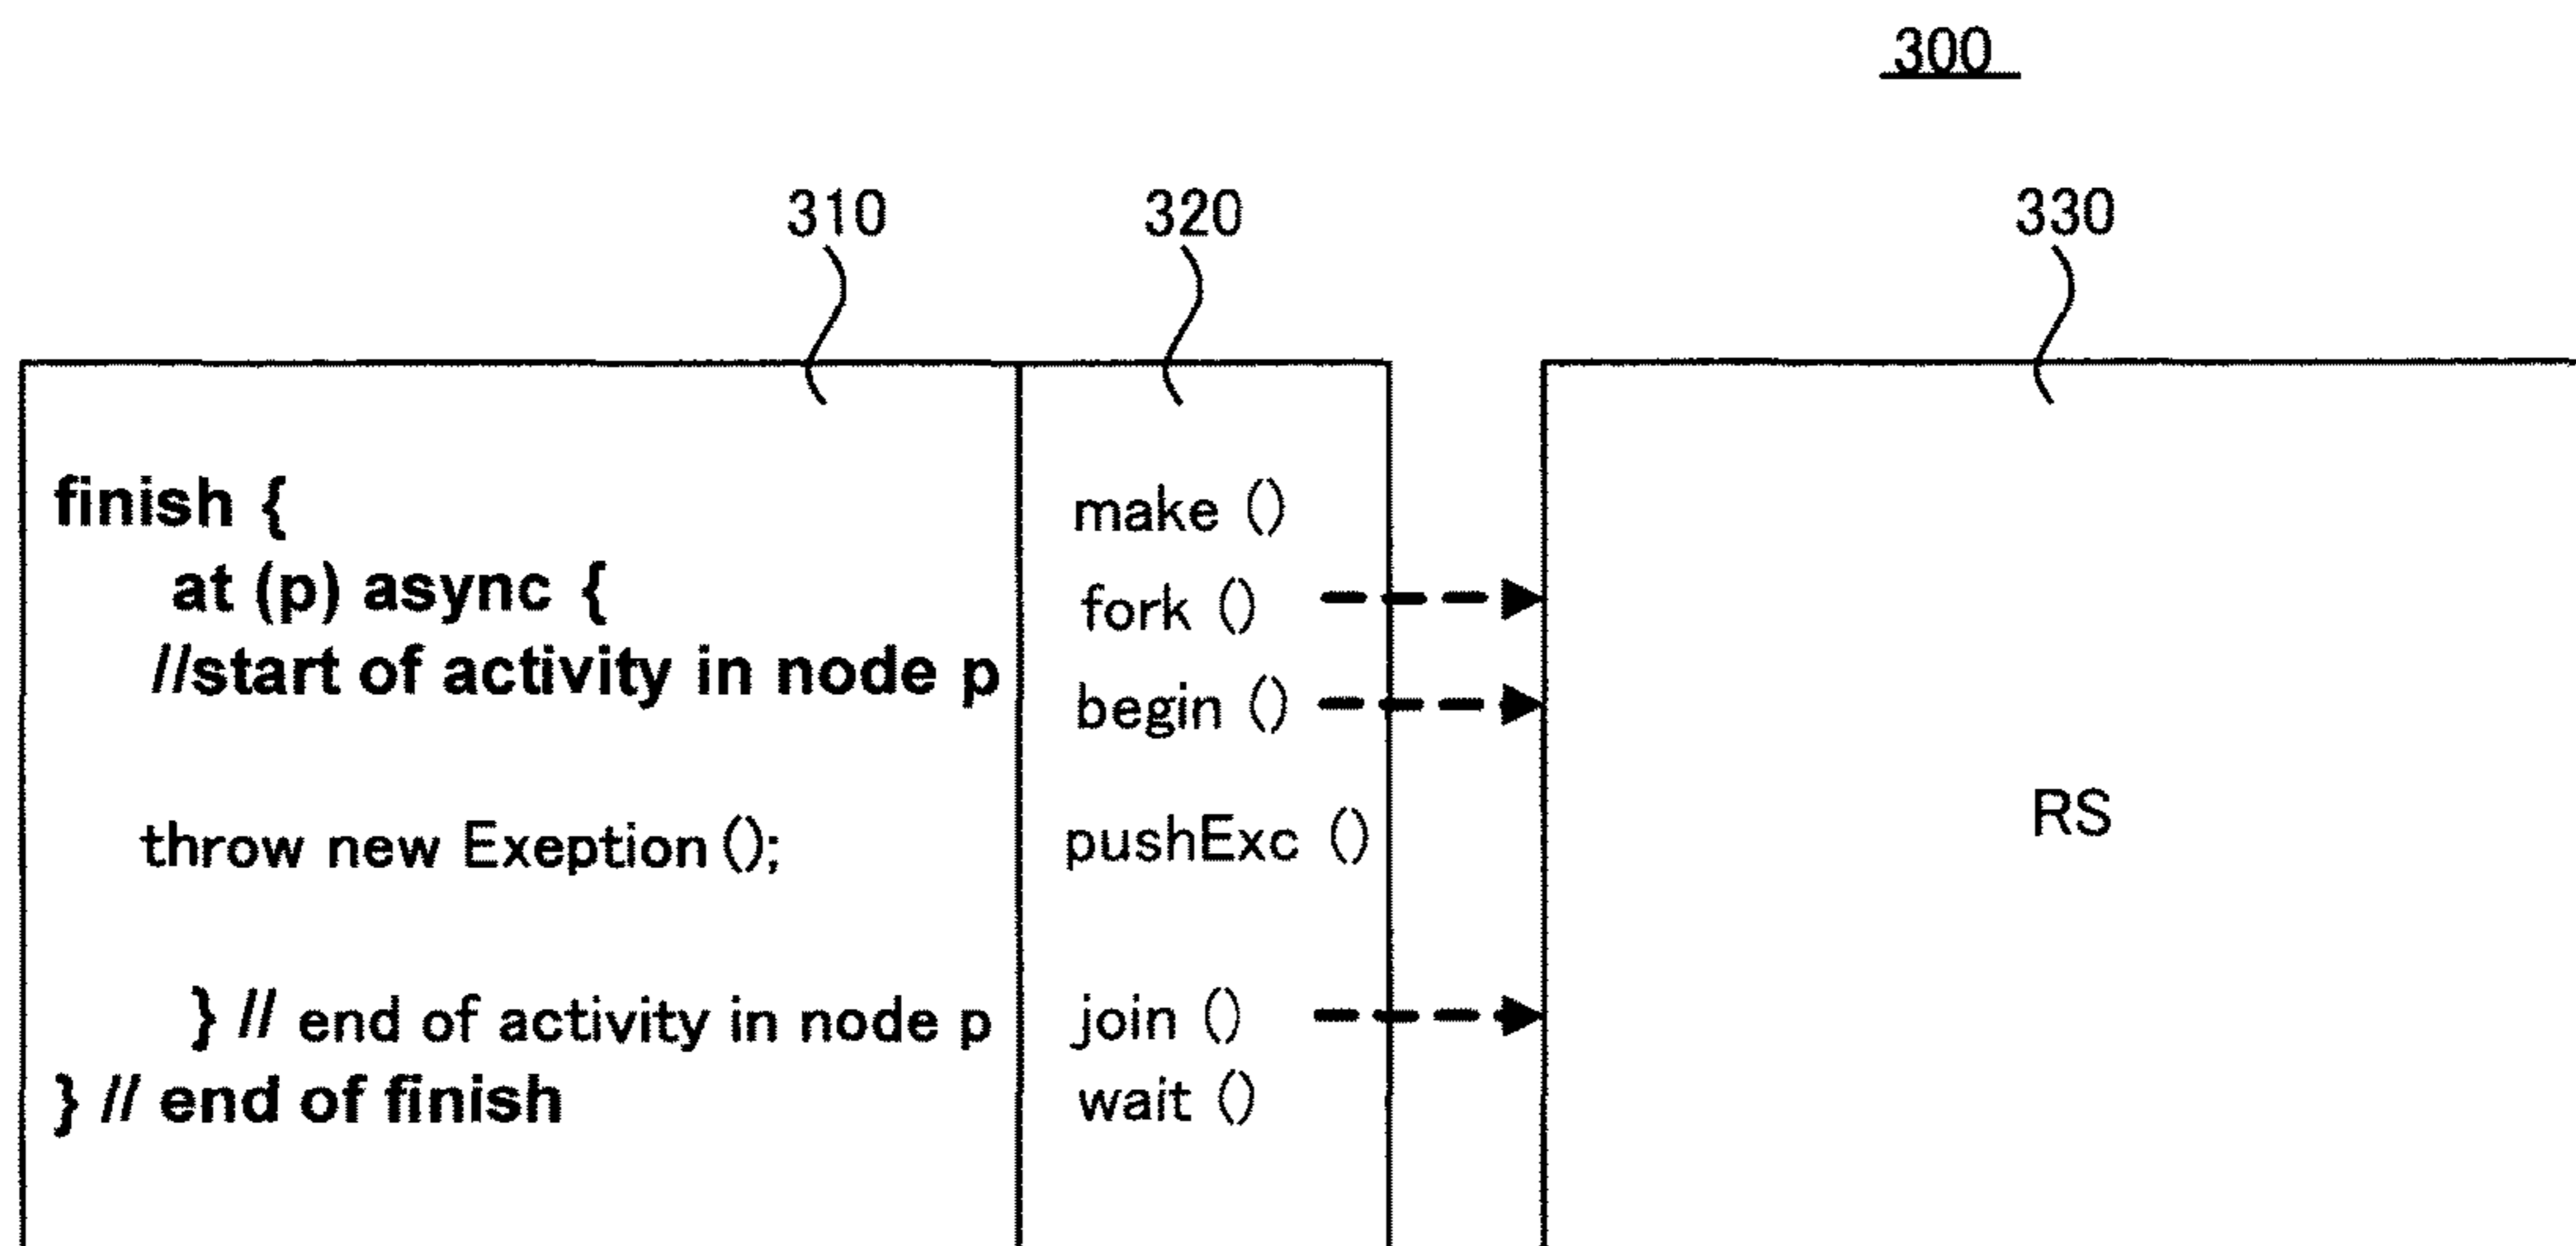 300
310
320
330
finish {
at (p) async {
//start of activity in node p
throw new Exeption ();
} // end of activity in node p
} // end of finish
make ()
fork ()
begin ()
pushExc ()
join ()
wait ()
RS